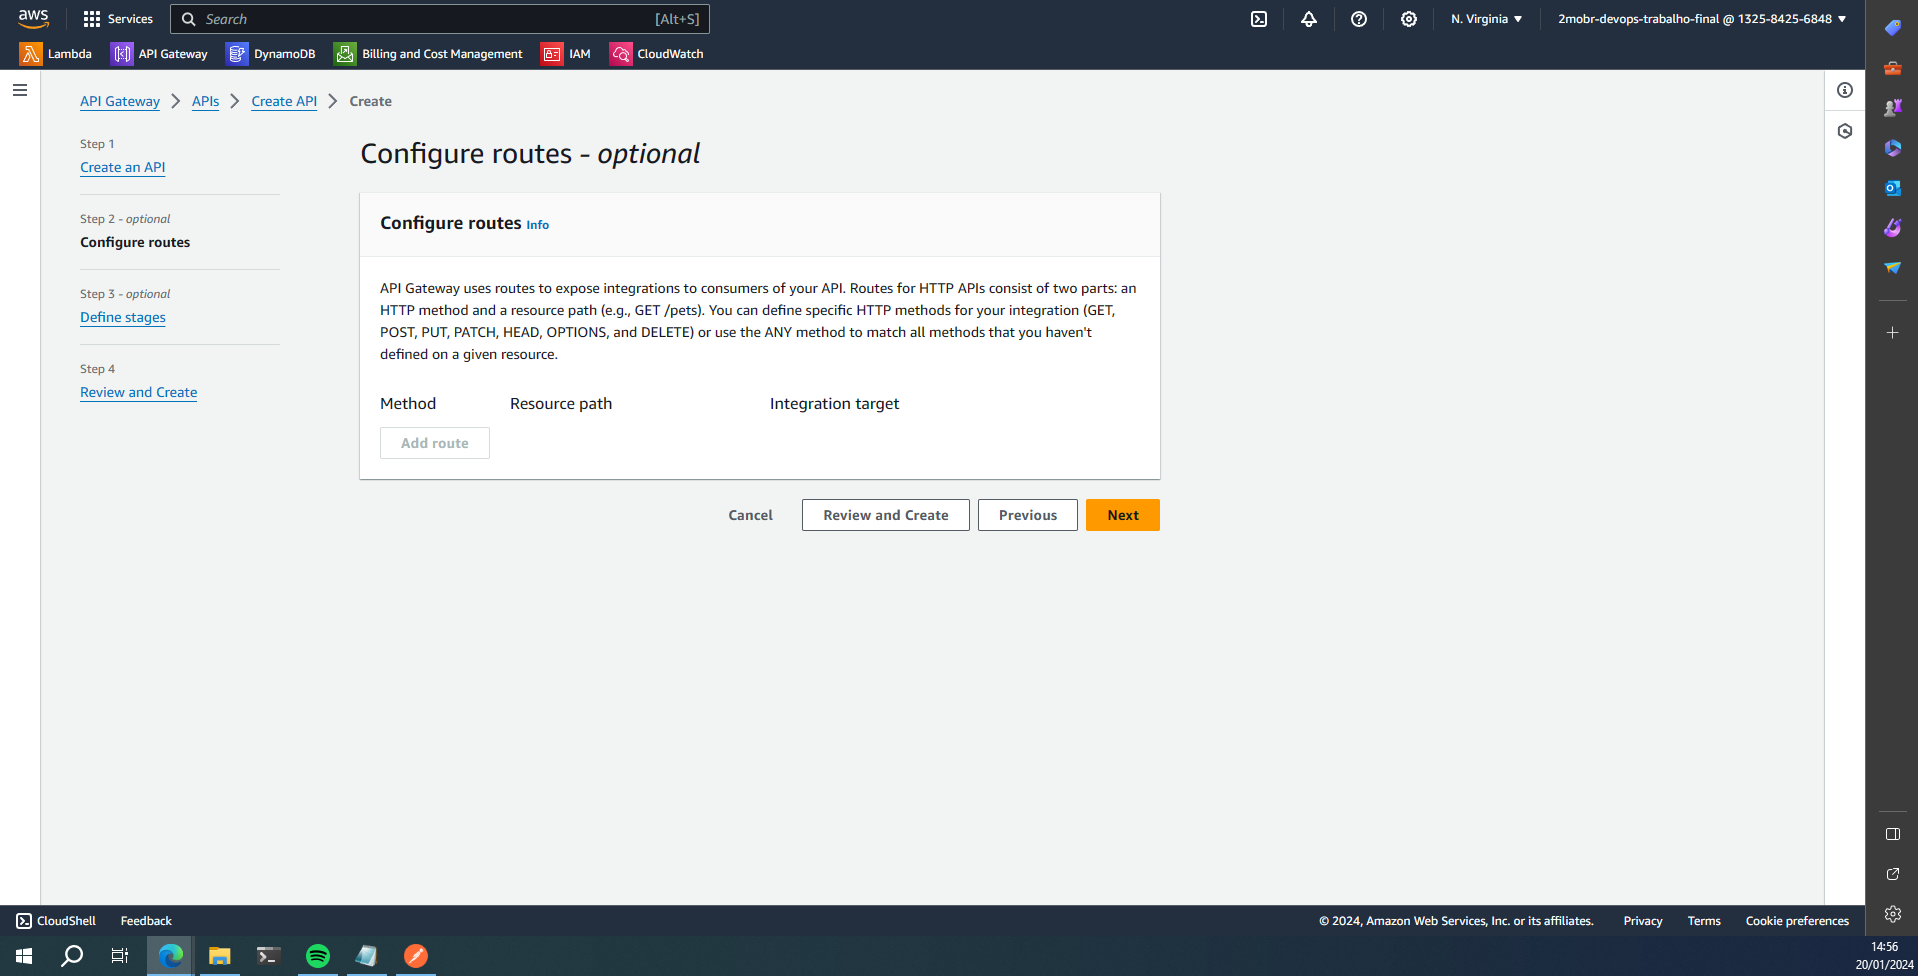 aws
Services
Search
[Alt+S]
N. Virginia
2mobr-devops-trabalho-final @ 1325-8425-6848
Lambda
API Gateway
DynamoDB
Billing and Cost Management
IAM
CloudWatch
API Gateway
APIs
Create API
Create
Step 1
Create an API
Step 2 - optional
Configure routes
Step 3 - optional
Define stages
Step 4
Review and Create
Configure routes - optional
Configure routes Info
API Gateway uses routes to expose integrations to consumers of your API. Routes for HTTP APIs consist of two parts: an
HTTP method and a resource path (e.g., GET /pets). You can define specific HTTP methods for your integration (GET,
POST, PUT, PATCH, HEAD, OPTIONS, and DELETE) or use the ANY method to match all methods that you haven't
defined on a given resource.
Method
Resource path
Integration target
Add route
Cancel
Review and Create
Previous
Next
CloudShell
Feedback
© 2024, Amazon Web Services, Inc. or its affiliates.
Privacy
Terms
Cookie preferences
14:56
20/01/2024